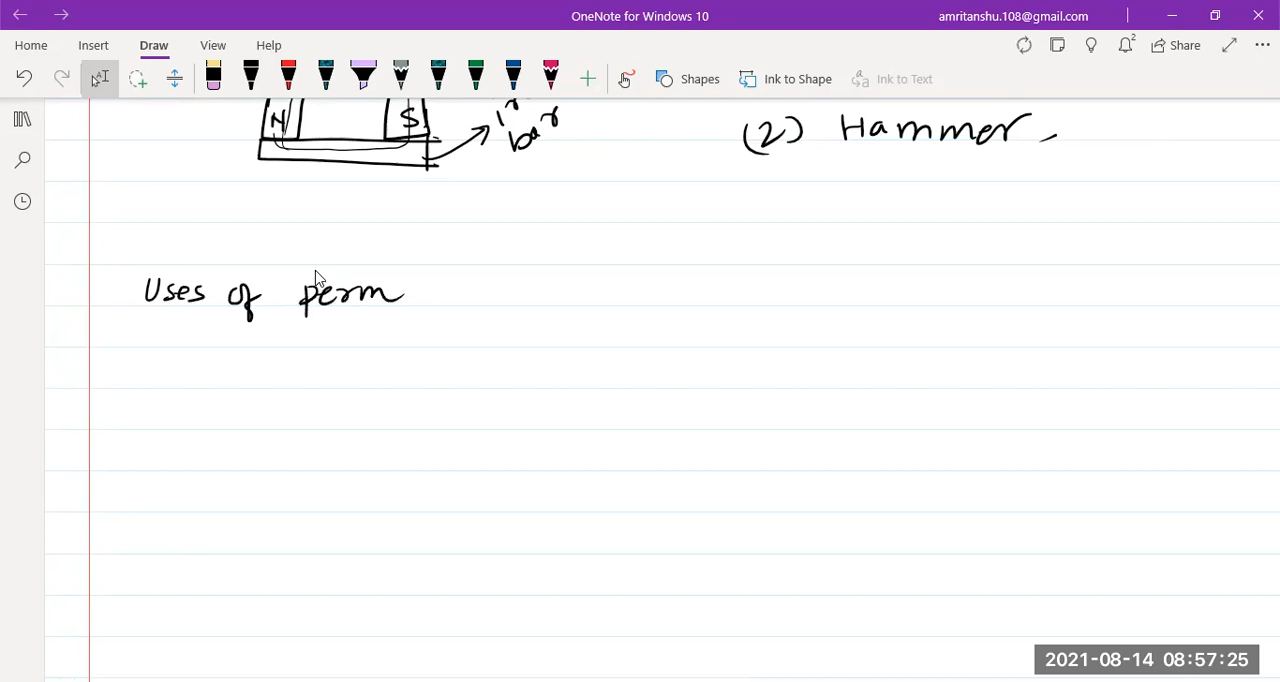 OneNote for Windows 10
amritanshu.108@gmail.com
Home Insert Draw View Help
Share
Shapes Ink to Shape Ink to Text
N S
bar
(2) Hammer
Uses of perm
2021-08-14 08:57:25